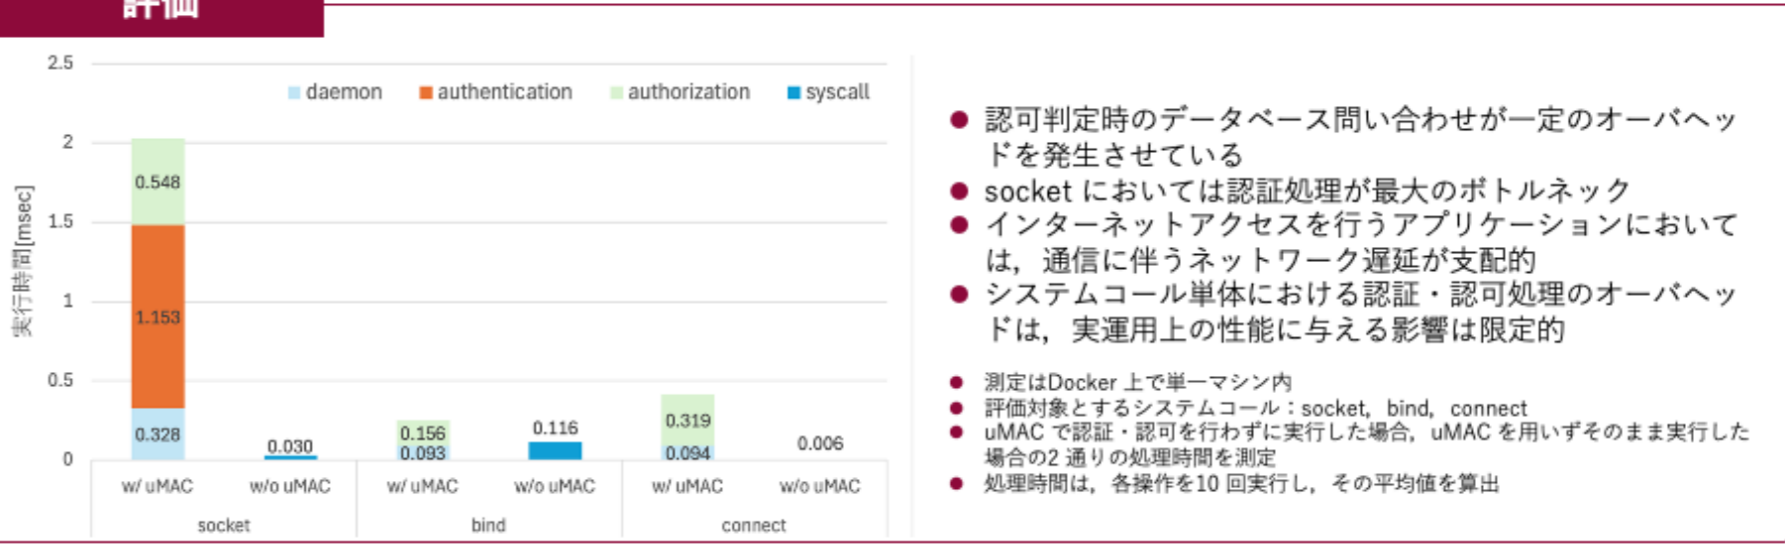 評価
2.5
daemon authentication authorization syscall
2
0.548
1.5
実行時間[msec]
1
1.153
0.5
0.328
0.030
0.156
0.093
0.116
0.319
0.094
0.006
0
w/ uMAC w/o uMAC w/ uMAC w/o uMAC w/ uMAC w/o uMAC
socket bind connect
● 認可判定時のデータベース問い合わせが一定のオーバヘッ
ドを発生させている
● socket においては認証処理が最大のボトルネック
● インターネットアクセスを行うアプリケーションにおいて
は，通信に伴うネットワーク遅延が支配的
● システムコール単体における認証・認可処理のオーバヘッ
ドは，実運用上の性能に与える影響は限定的
● 測定はDocker 上で単一マシン内
● 評価対象とするシステムコール：socket，bind，connect
● uMAC で認証・認可を行わずに実行した場合，uMAC を用いずそのまま実行した
場合の2 通りの処理時間を測定
● 処理時間は，各操作を10 回実行し，その平均値を算出